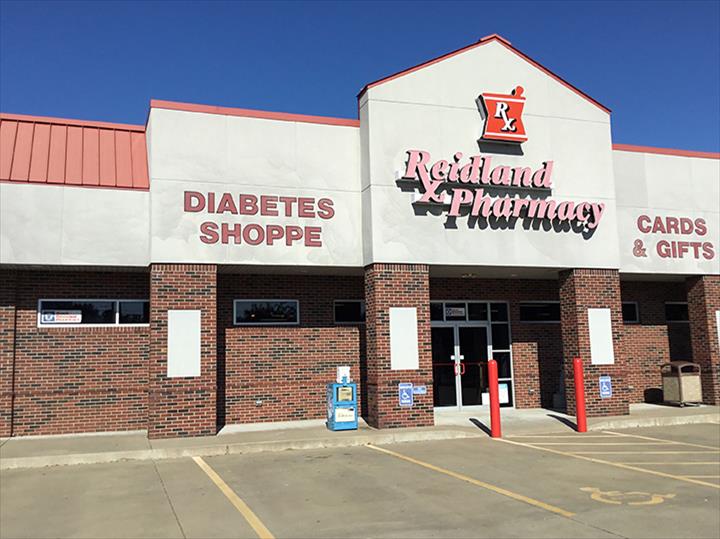 Rx
Reidland
Pharmacy
DIABETES
SHOPPE
CARDS
& GIFTS